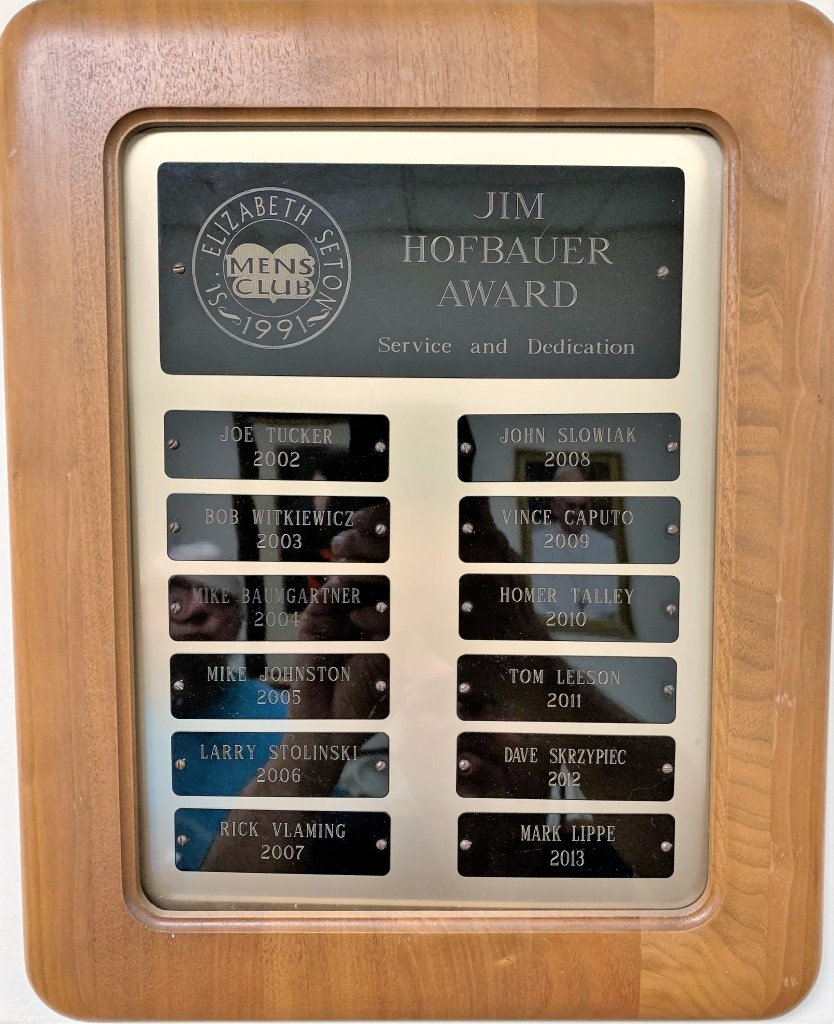 ST. ELIZABETH SETON
MENS
CLUB
1991
JIM
HOFBAUER
AWARD
Service and Dedication
JOE TUCKER
2002
BOB WITKIEWICZ
2003
MIKE BAUMGARTNER
2004
MIKE JOHNSTON
2005
LARRY STOLINSKI
2006
RICK VLAMING
2007
JOHN SLOWIAK
2008
VINCE CAPUTO
2009
HOMER TALLEY
2010
TOM LEESON
2011
DAVE SKRZYPIEC
2012
MARK LIPPE
2013